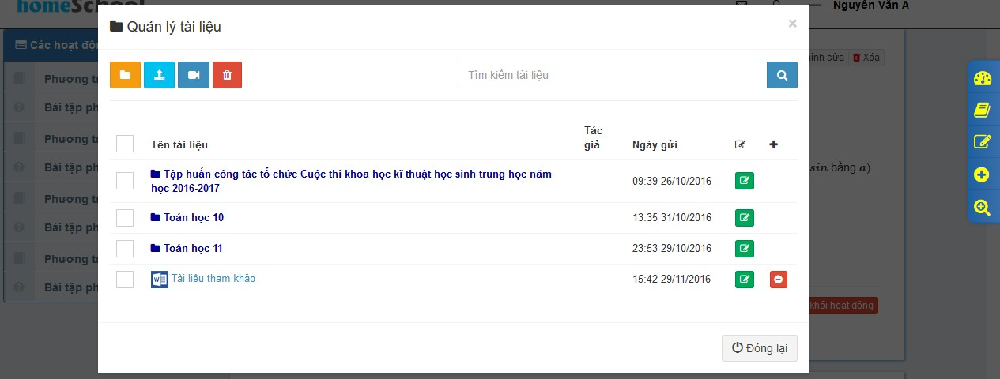 homeSchool
Nguyễn Văn A
Quản lý tài liệu
×
Các hoạt độn
Xóa
Tìm kiếm tài liệu
Phương tr
Bài tập ph
Phương tr
Bài tập ph
Phương tr
Bài tập ph
Phương tr
Bài tập ph
Tên tài liệu
Tác
giả
Ngày gửi
Tập huấn công tác tổ chức Cuộc thi khoa học kĩ thuật học sinh trung học năm
học 2016-2017
09:39 26/10/2016
sin bằng a).
Toán học 10
13:35 31/10/2016
Toán học 11
23:53 29/10/2016
W Tài liệu tham khảo
15:42 29/11/2016
khỏi hoạt động
Đóng lại